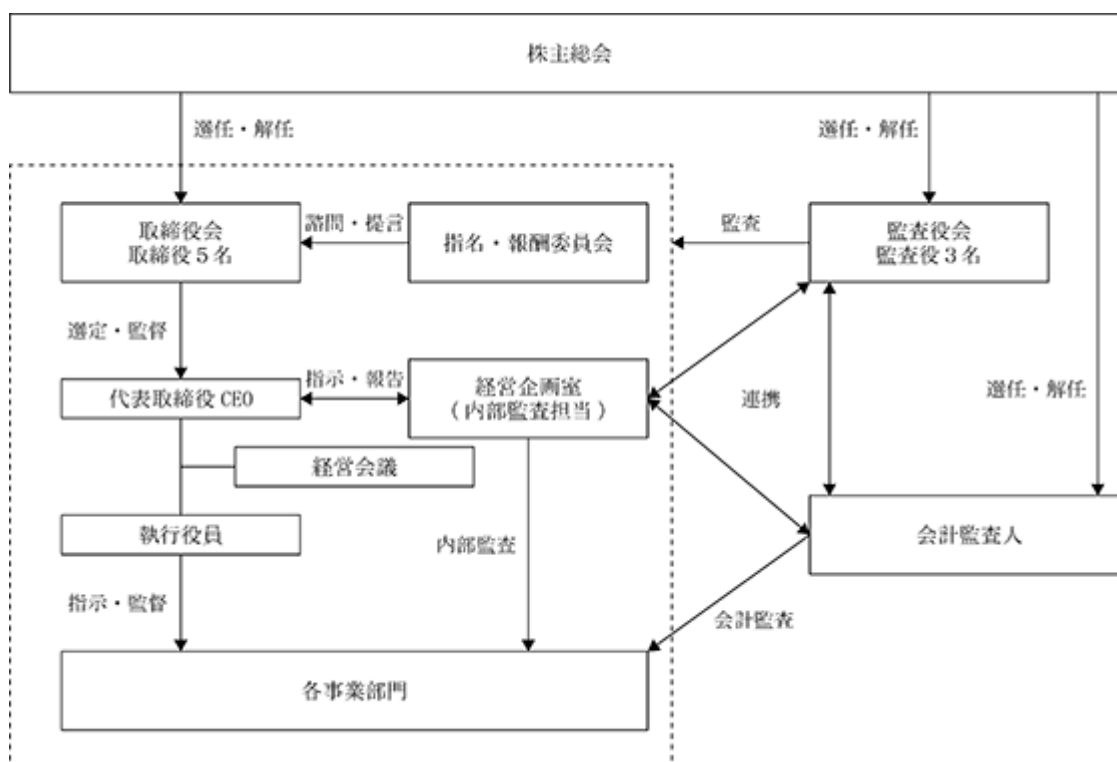 株主総会
選任・解任
選任・解任
取締役会
取締役5名
諮問・提言
指名・報酬委員会
監査
監査役会
監査役3名
選定・監督
代表取締役 CEO
指示・報告
経営企画室
(内部監査担当)
連携
選任・解任
経営会議
執行役員
内部監査
会計監査人
指示・監督
会計監査
各事業部門